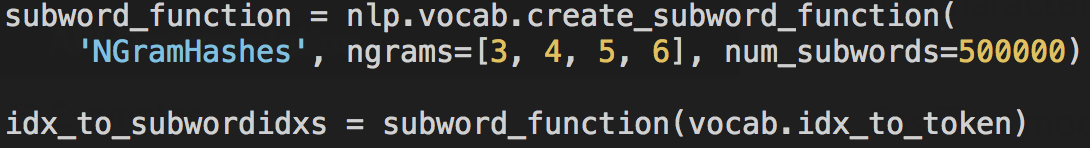 subword_function = nlp.vocab.create_subword_function(
    'NGramHashes', ngrams=[3, 4, 5, 6], num_subwords=500000)
idx_to_subwordidxs = subword_function(vocab.idx_to_token)